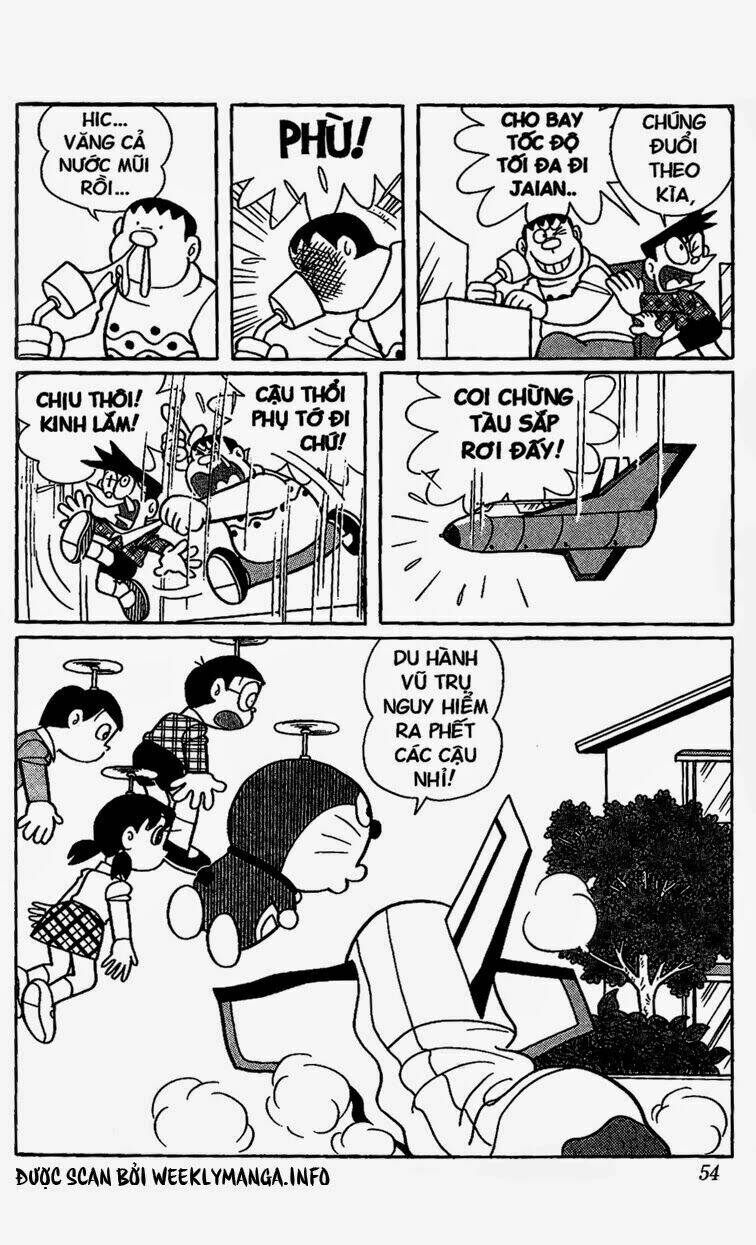 HIC...
VĂNG CẢ
NƯỚC MŨI
RỒI...
PHÙ!
CHO BAY
TỐC ĐỘ
TỐI ĐA ĐI
JAIAN..
CHÚNG
ĐUỔI
THEO
KÌA,
CHỊU THÔI!
KINH LẮM!
CẬU THỔI
PHỤ TỚ ĐI
CHỨ!
COI CHỪNG
TÀU SẮP
RƠI ĐẤY!
DU HÀNH
VŨ TRỤ
NGUY HIỂM
RA PHẾT
CÁC CẬU
NHỈ!
ĐƯỢC SCAN BỞI WEEKLYMANGA.INFO
54